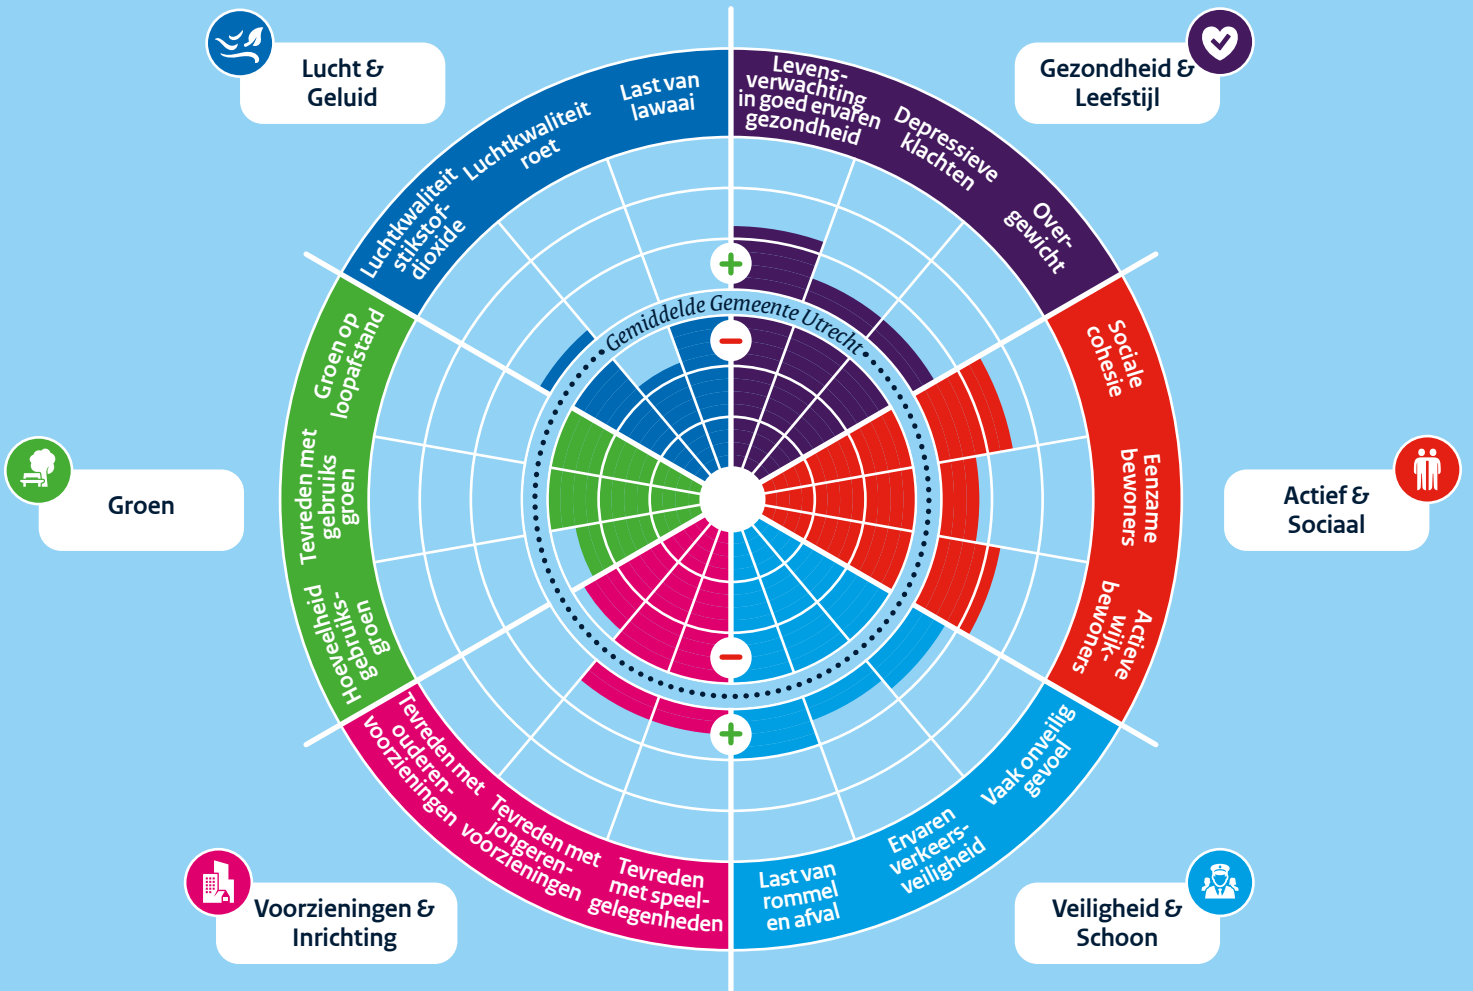 Lucht &
Geluid
Gezondheid &
Leefstijl
Groen
Actief &
Sociaal
Voorzieningen &
Inrichting
Veiligheid &
Schoon
Luchtkwaliteit
stikstof-
dioxide
Luchtkwaliteit
roet
Last van
lawaai
Levens-
verwachting
in goed ervaren
gezondheid
Depressieve
klachten
Over-
gewicht
Sociale
cohesie
Eenzame
bewoners
Actieve
wijk-
bewoners
Vaak onveilig
gevoel
Ervaren
verkeers-
veiligheid
Last van
rommel
en afval
Tevreden
met speel-
gelegenheden
Tevreden met
jongeren-
voorzieningen
Tevreden met
ouderen-
voorzieningen
Hoeveelheid
gebruiks-
groen
Tevreden met
gebruiks
groen
Groen op
loopafstand
+
Gemiddelde Gemeente Utrecht
−
−
+